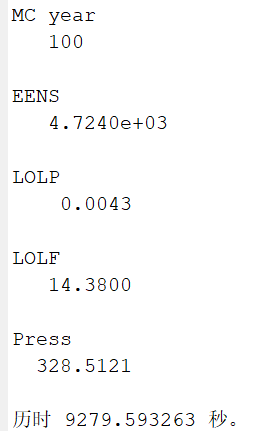 MC year
100
EENS
4.7240e+03
LOLP
0.0043
LOLF
14.3800
Press
328.5121
历时 9279.593263 秒。